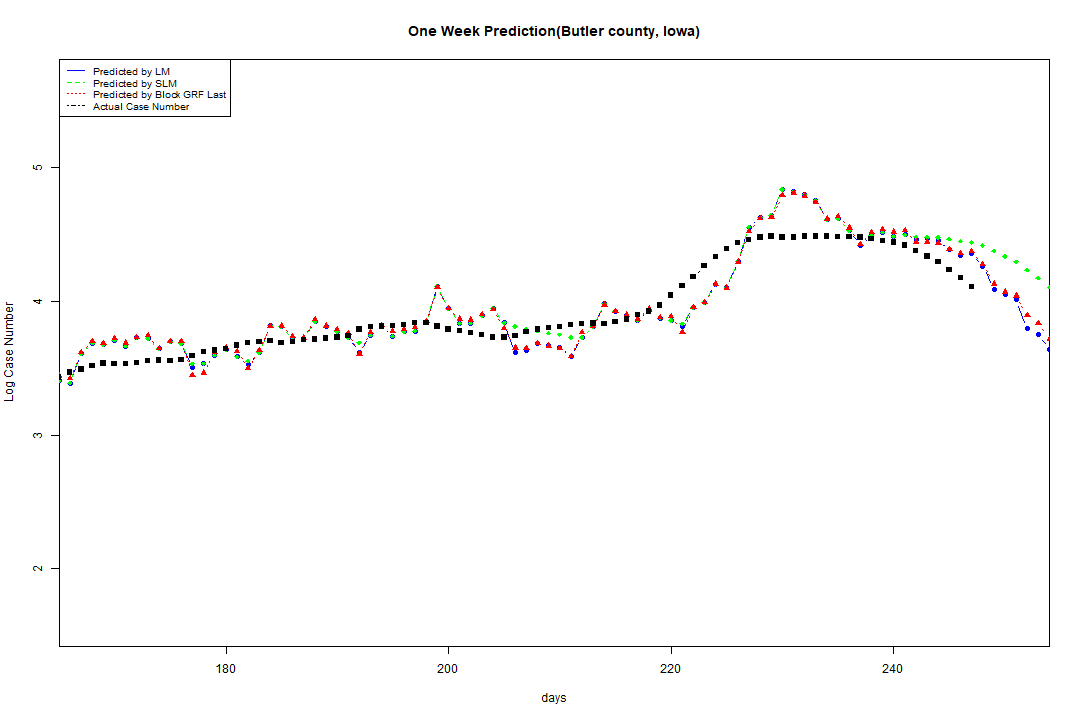 One Week Prediction(Butler county, Iowa)
Predicted by LM
Predicted by SLM
Predicted by Block GRF Last
Actual Case Number
5
4
3
2
Log Case Number
180 200 220 240
days